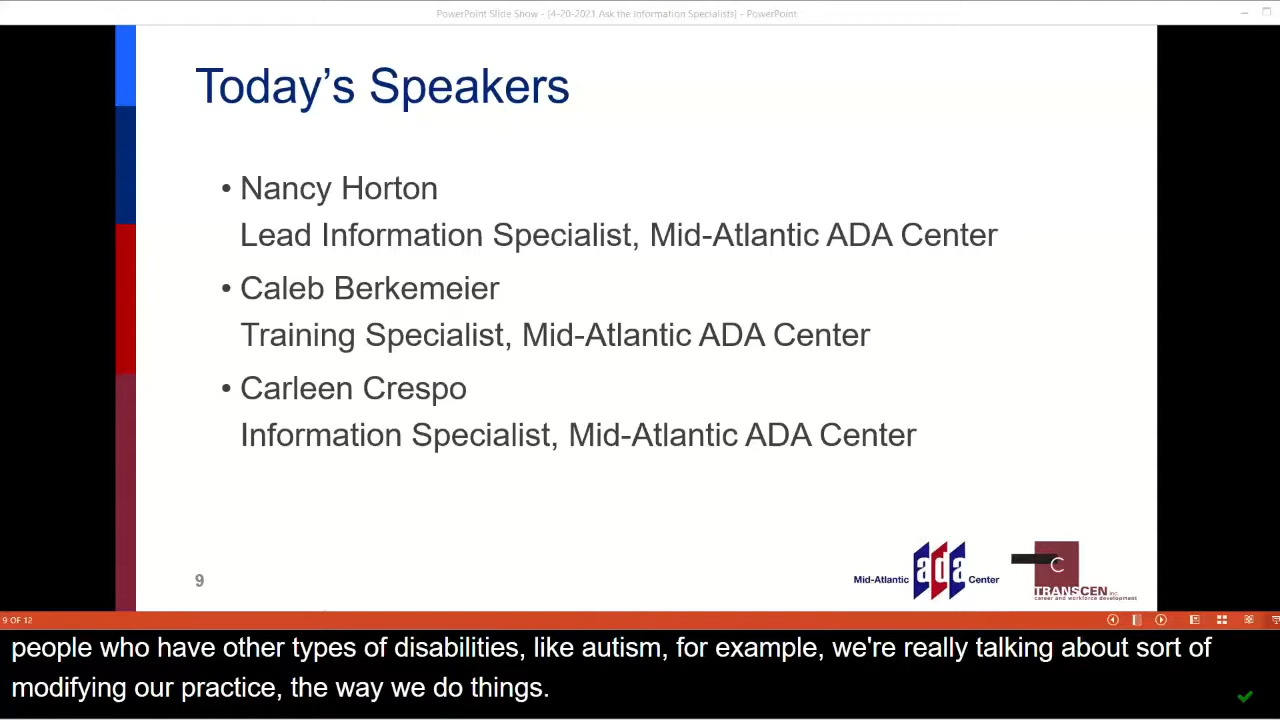 PowerPoint Slide Show - [4-20-2021 Ask the Information Specialists] - PowerPoint
Today's Speakers
• Nancy Horton
Lead Information Specialist, Mid-Atlantic ADA Center
• Caleb Berkemeier
Training Specialist, Mid-Atlantic ADA Center
• Carleen Crespo
Information Specialist, Mid-Atlantic ADA Center
Mid-Atlantic ada Center
C
TRANSCEN inc.
career and workforce development
9
9 OF 12
people who have other types of disabilities, like autism, for example, we're really talking about sort of
modifying our practice, the way we do things.